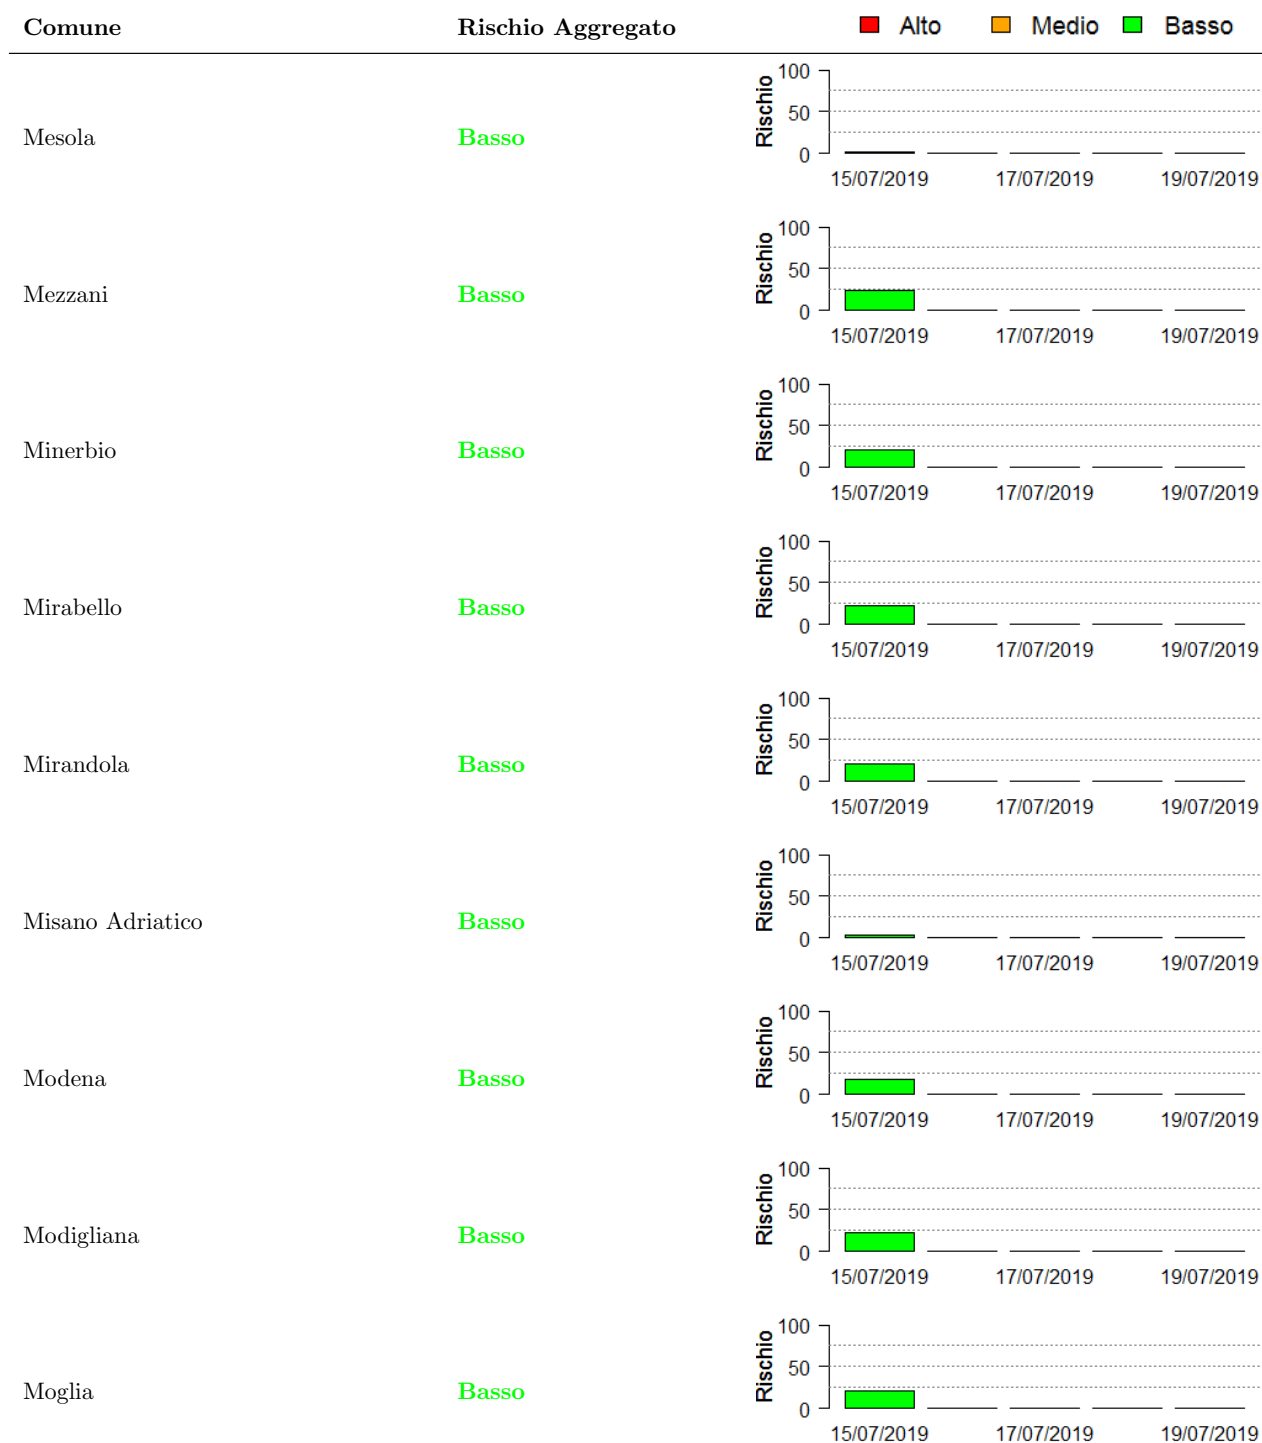 Comune Rischio Aggregato Alto Medio Basso
Mesola Basso Rischio 100 50 0
15/07/2019 17/07/2019 19/07/2019
Mezzani Basso Rischio 100 50 0
15/07/2019 17/07/2019 19/07/2019
Minerbio Basso Rischio 100 50 0
15/07/2019 17/07/2019 19/07/2019
Mirabello Basso Rischio 100 50 0
15/07/2019 17/07/2019 19/07/2019
Mirandola Basso Rischio 100 50 0
15/07/2019 17/07/2019 19/07/2019
Misano Adriatico Basso Rischio 100 50 0
15/07/2019 17/07/2019 19/07/2019
Modena Basso Rischio 100 50 0
15/07/2019 17/07/2019 19/07/2019
Modigliana Basso Rischio 100 50 0
15/07/2019 17/07/2019 19/07/2019
Moglia Basso Rischio 100 50 0
15/07/2019 17/07/2019 19/07/2019